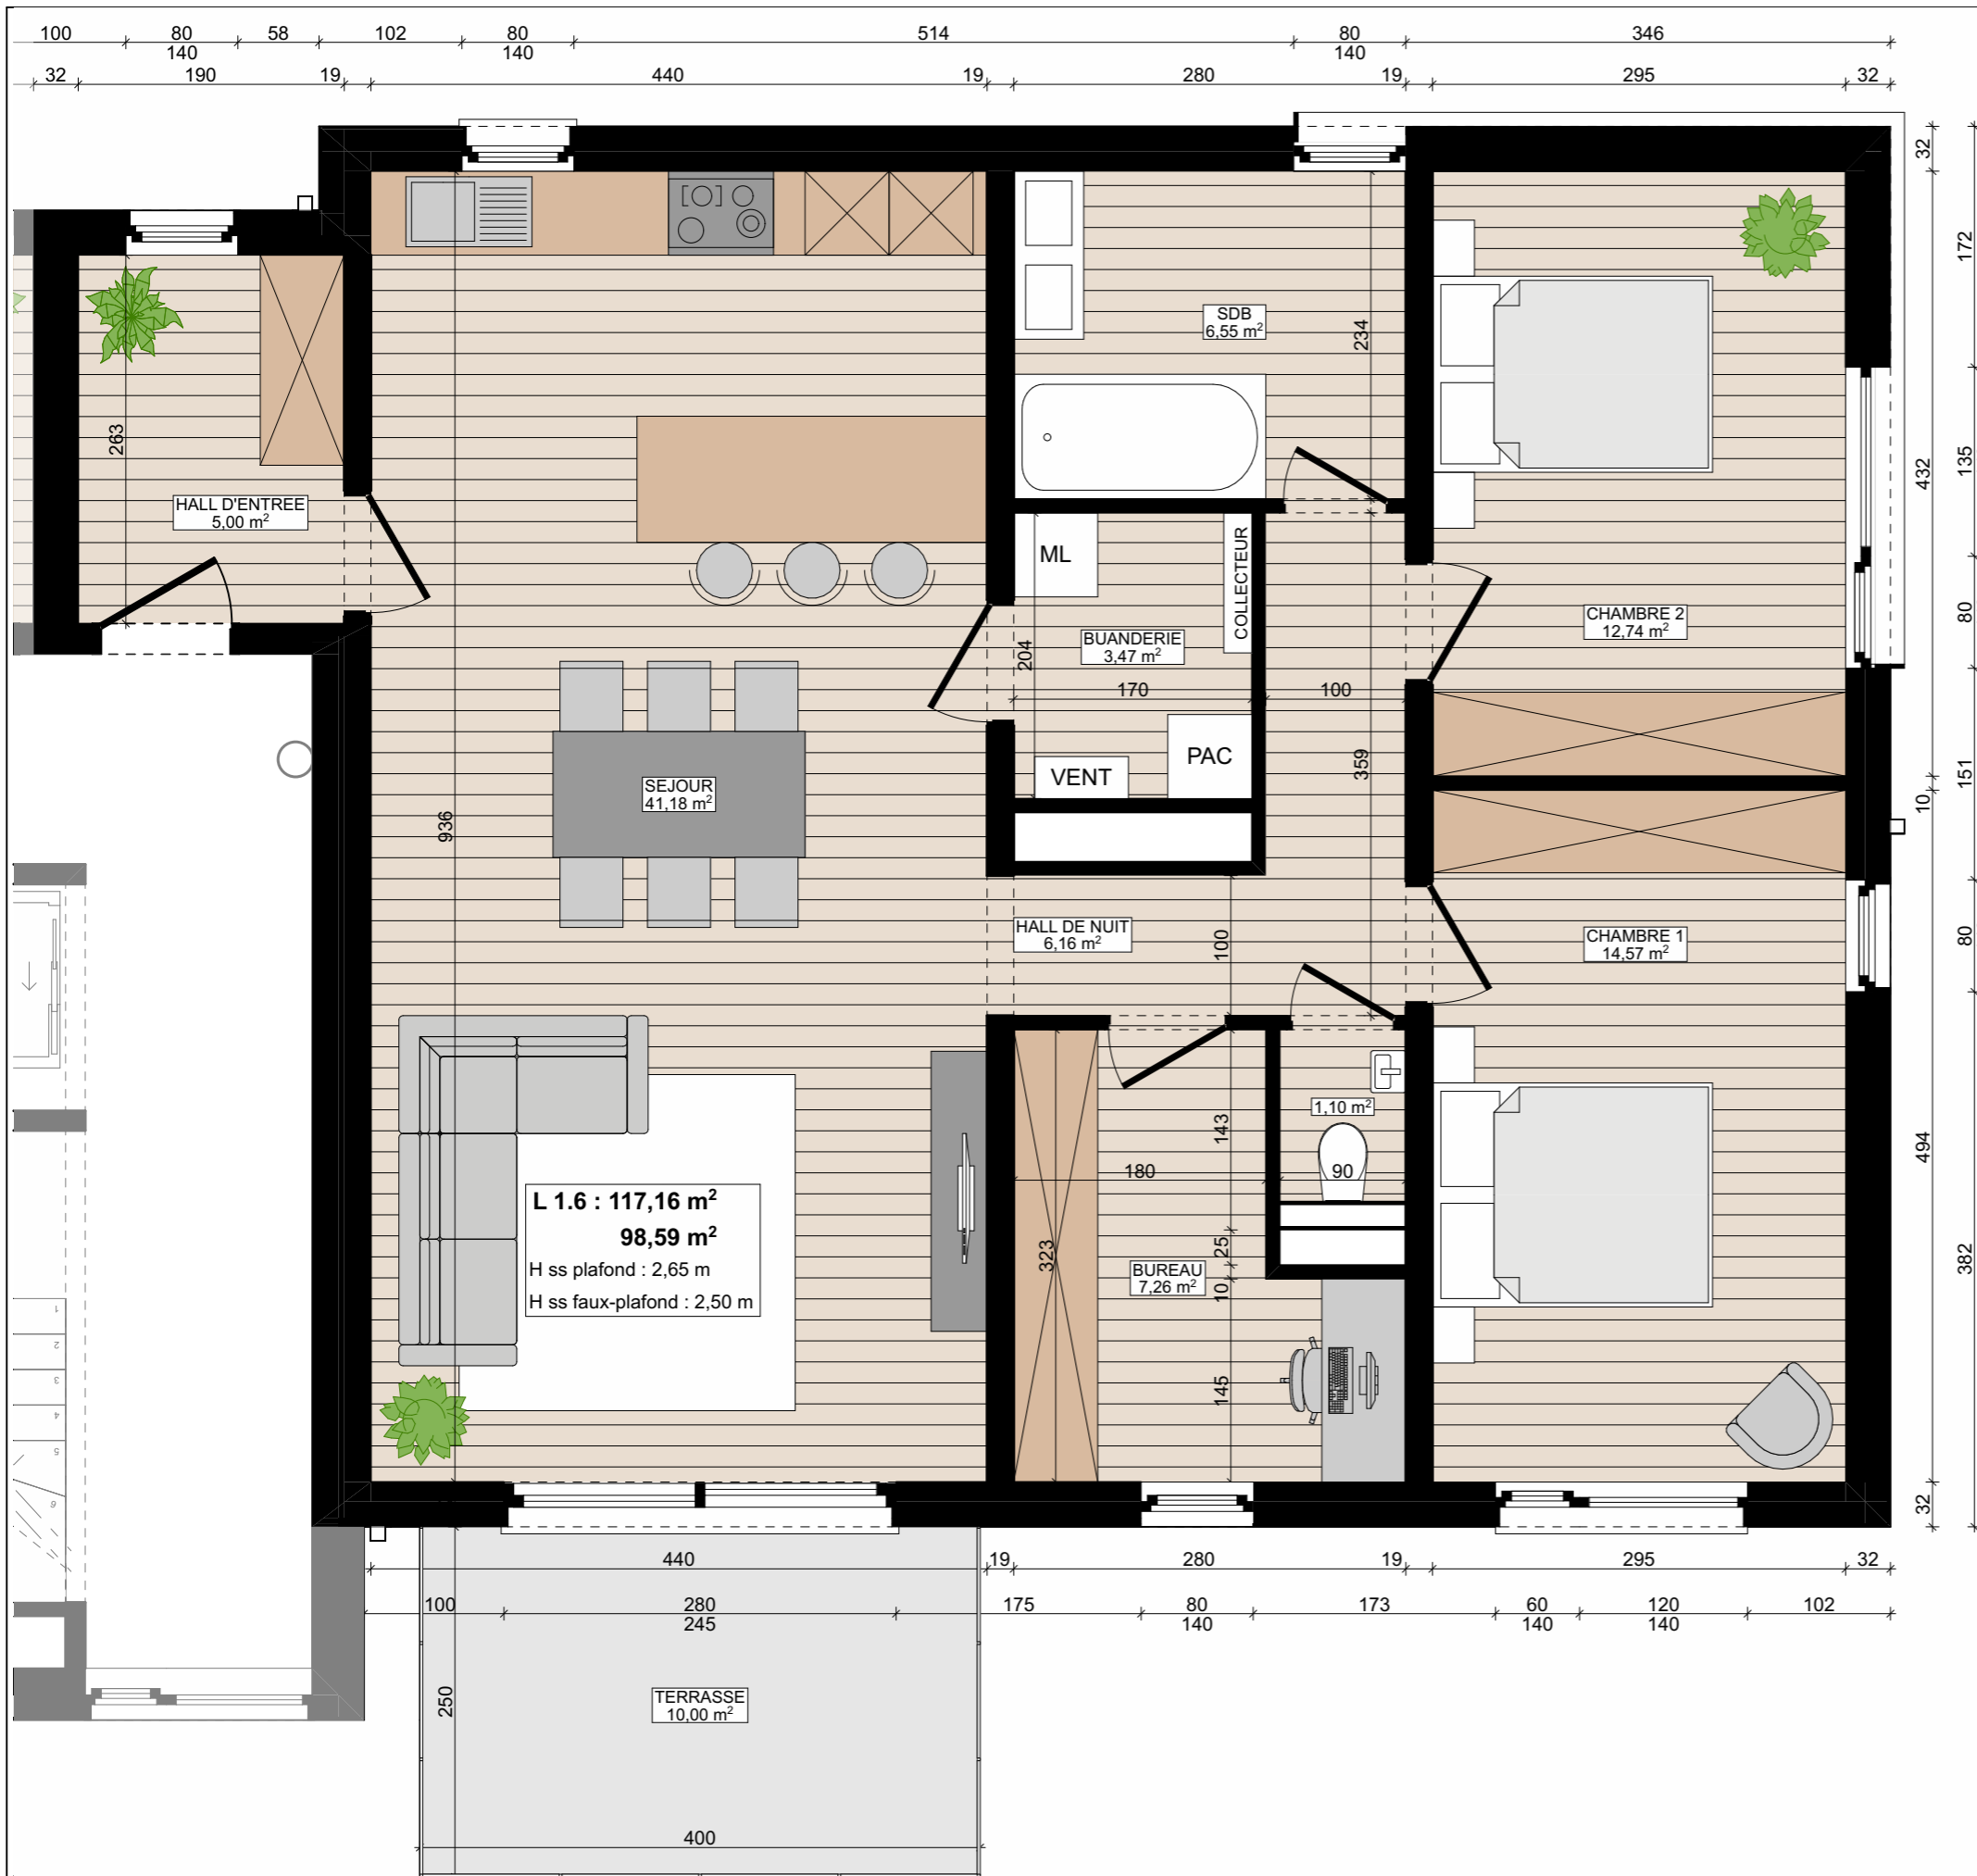 100 80 58 102 80 514 80 346
140 140 140
32 190 19 440 19 280 19 295 32
32
172
SDB
6,55 m²
234
263
432
135
HALL D'ENTREE
5,00 m²
ML
COLLECTEUR
CHAMBRE 2
12,74 m²
80
BUANDERIE
3,47 m²
204
170
100
359
VENT
PAC
151
10
SEJOUR
41,18 m²
936
HALL DE NUIT
6,16 m²
100
CHAMBRE 1
14,57 m²
80
1,10 m²
143
494
180
90
L 1.6 : 117,16 m²
98,59 m²
H ss plafond : 2,65 m
H ss faux-plafond : 2,50 m
323
25
BUREAU
7,26 m²
10
382
145
1
2
3
4
5
6
32
440 19 280 19 295 32
100 280 175 80 173 60 120 102
245 140 140 140
250
TERRASSE
10,00 m²
400